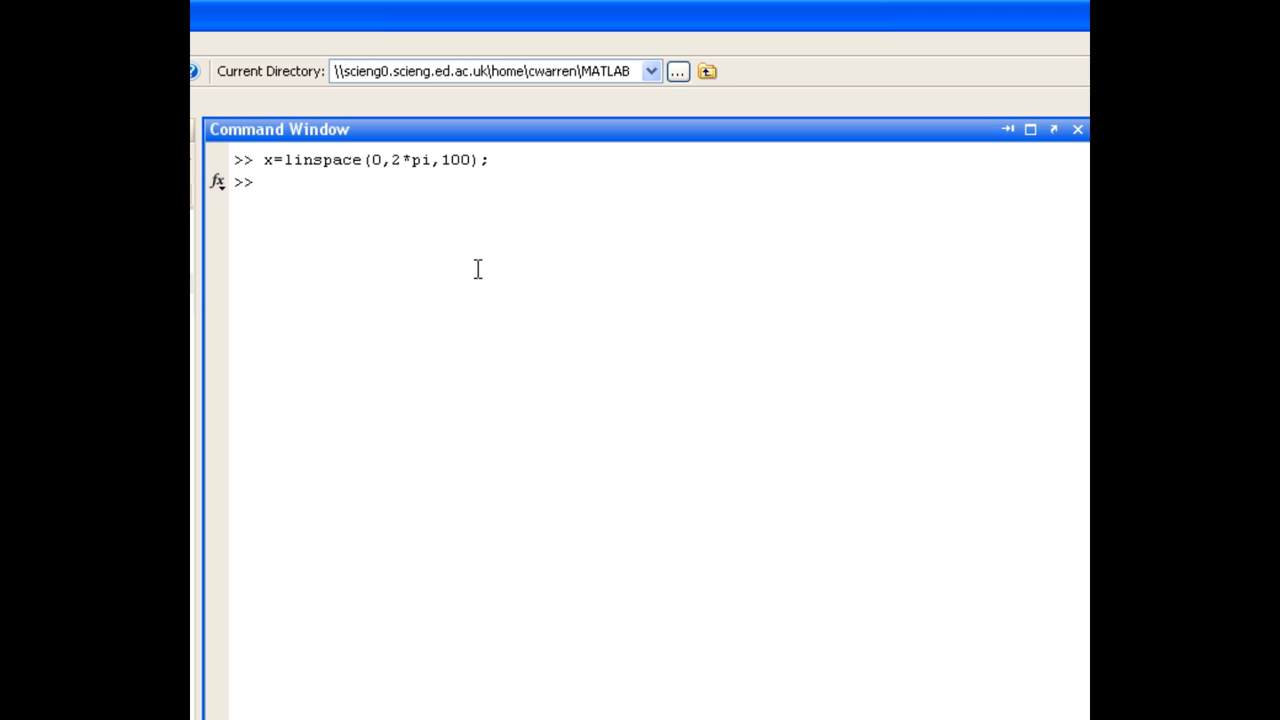 Current Directory: \\scieng0.scieng.ed.ac.uk\home\cwarren\MATLAB ...
Command Window
>> x=linspace(0,2*pi,100);
fx >>